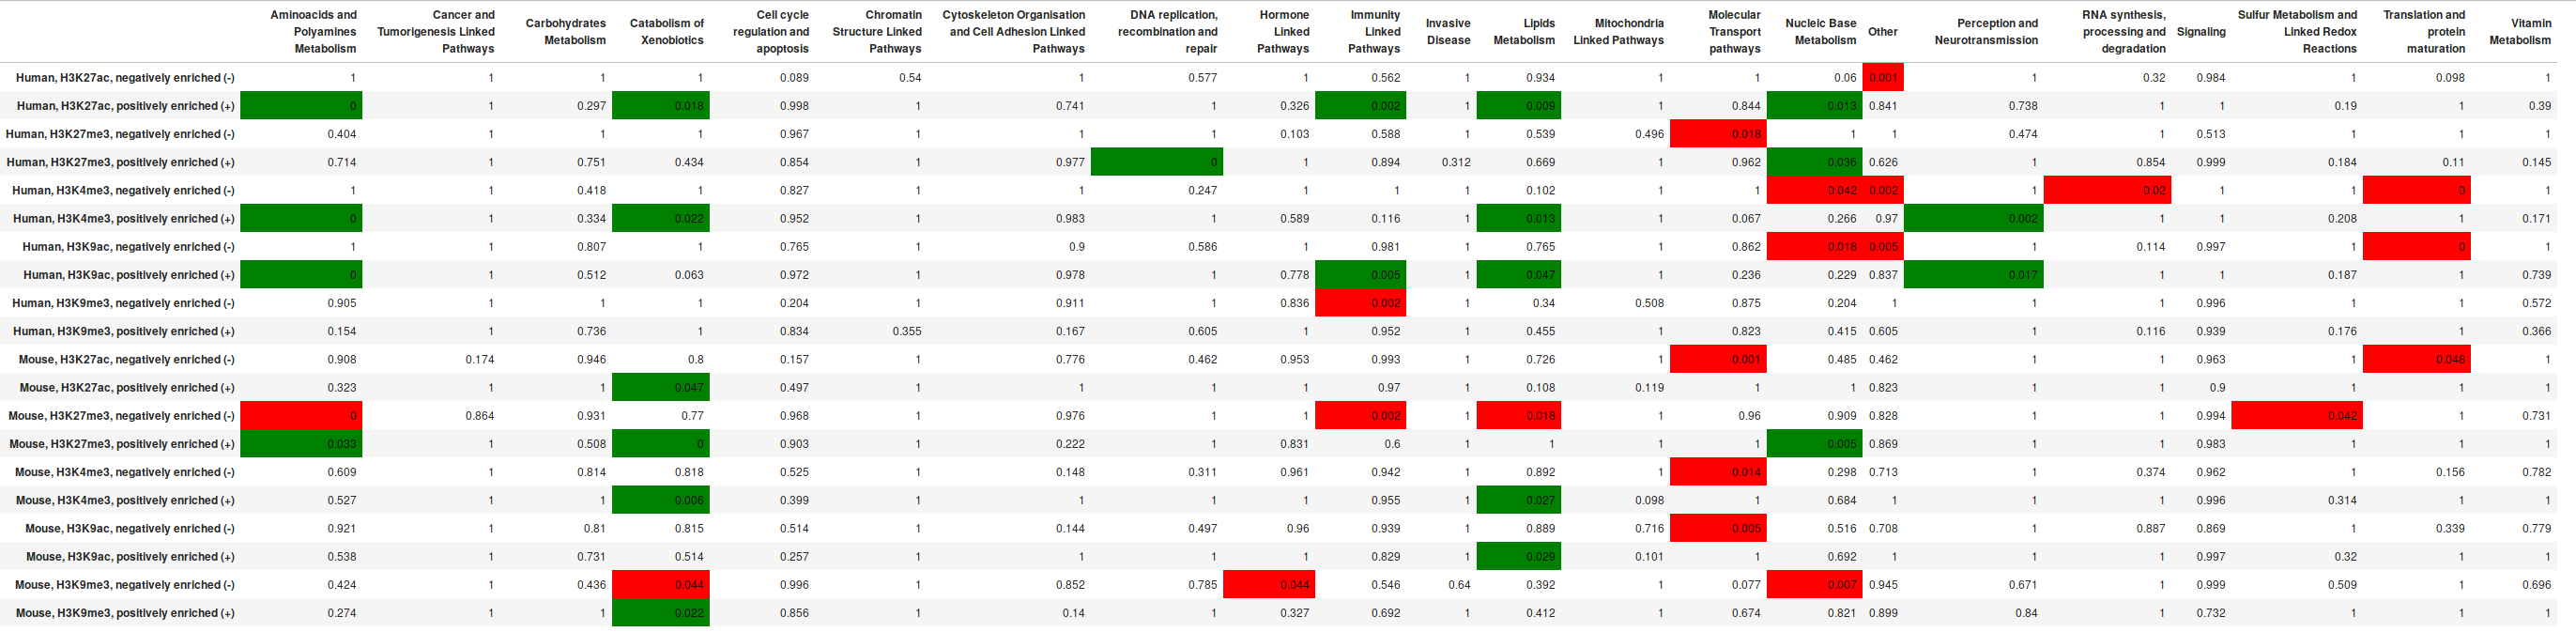 Aminoacids and Polyamines Metabolism Cancer and Tumorigenesis Linked Pathways Carbohydrates Metabolism Catabolism of Xenobiotics Cell cycle regulation and apoptosis Chromatin Structure Linked Pathways Cytoskeleton Organisation and Cell Adhesion Linked Pathways DNA replication, recombination and repair Hormone Linked Pathways Immunity Linked Pathways Invasive Disease Lipids Metabolism Mitochondria Linked Pathways Molecular Transport pathways Nucleic Base Metabolism Other Perception and Neurotransmission RNA synthesis, processing and degradation Signaling Sulfur Metabolism and Linked Redox Reactions Translation and protein maturation Vitamin Metabolism
Human, H3K27ac, negatively enriched (-) 1 1 1 1 0.089 0.54 1 0.577 1 0.562 1 0.934 1 1 0.06 0.001 1 0.32 0.984 1 0.098 1
Human, H3K27ac, positively enriched (+) 0 1 0.297 0.018 0.998 1 0.741 1 0.326 0.002 1 0.009 1 0.844 0.013 0.841 0.738 1 1 0.19 1 0.39
Human, H3K27me3, negatively enriched (-) 0.404 1 1 1 0.967 1 1 1 0.103 0.588 1 0.539 0.496 0.018 1 1 0.474 1 0.513 1 1 1
Human, H3K27me3, positively enriched (+) 0.714 1 0.751 0.434 0.854 1 0.977 0 1 0.894 0.312 0.669 1 0.962 0.036 0.626 1 0.854 0.999 0.184 0.11 0.145
Human, H3K4me3, negatively enriched (-) 1 1 0.418 1 0.827 1 1 0.247 1 1 1 0.102 1 1 0.042 0.002 1 0.02 1 1 0 1
Human, H3K4me3, positively enriched (+) 0 1 0.334 0.022 0.952 1 0.983 1 0.589 0.116 1 0.013 1 0.067 0.266 0.97 0.002 1 1 0.208 1 0.171
Human, H3K9ac, negatively enriched (-) 1 1 0.807 1 0.765 1 0.9 0.586 1 0.981 1 0.765 1 0.862 0.018 0.005 1 0.114 0.997 1 0 1
Human, H3K9ac, positively enriched (+) 0 1 0.512 0.063 0.972 1 0.978 1 0.778 0.005 1 0.047 1 0.236 0.229 0.837 0.017 1 1 0.187 1 0.739
Human, H3K9me3, negatively enriched (-) 0.905 1 1 1 0.204 1 0.911 1 0.836 0.002 1 0.34 0.508 0.875 0.204 1 1 1 0.996 1 1 0.572
Human, H3K9me3, positively enriched (+) 0.154 1 0.736 1 0.834 0.355 0.167 0.605 1 0.952 1 0.455 1 0.823 0.415 0.605 1 0.116 0.939 0.176 1 0.366
Mouse, H3K27ac, negatively enriched (-) 0.908 0.174 0.946 0.8 0.157 1 0.776 0.462 0.953 0.993 1 0.726 1 0.001 0.485 0.462 1 1 0.963 1 0.048 1
Mouse, H3K27ac, positively enriched (+) 0.323 1 1 0.047 0.497 1 1 1 1 0.97 1 0.108 0.119 1 1 0.823 1 1 0.9 1 1 1
Mouse, H3K27me3, negatively enriched (-) 0 0.864 0.931 0.77 0.968 1 0.976 1 1 0.002 1 0.018 1 0.96 0.909 0.828 1 1 0.994 0.042 1 0.731
Mouse, H3K27me3, positively enriched (+) 0.033 1 0.508 0 0.903 1 0.222 1 0.831 0.6 1 1 1 1 0.005 0.869 1 1 0.983 1 1 1
Mouse, H3K4me3, negatively enriched (-) 0.609 1 0.814 0.818 0.525 1 0.148 0.311 0.961 0.942 1 0.892 1 0.014 0.298 0.713 1 0.374 0.962 1 0.156 0.782
Mouse, H3K4me3, positively enriched (+) 0.527 1 1 0.006 0.399 1 1 1 1 0.955 1 0.027 0.098 1 0.684 1 1 1 0.996 0.314 1 1
Mouse, H3K9ac, negatively enriched (-) 0.921 1 0.81 0.815 0.514 1 0.144 0.497 0.96 0.939 1 0.889 0.716 0.005 0.516 0.708 1 0.887 0.869 1 0.339 0.779
Mouse, H3K9ac, positively enriched (+) 0.538 1 0.731 0.514 0.257 1 1 1 1 0.829 1 0.029 0.101 1 0.692 1 1 1 0.997 0.32 1 1
Mouse, H3K9me3, negatively enriched (-) 0.424 1 0.436 0.044 0.996 1 0.852 0.785 0.044 0.546 0.64 0.392 1 0.077 0.007 0.945 0.671 1 0.999 0.509 1 0.696
Mouse, H3K9me3, positively enriched (+) 0.274 1 1 0.022 0.856 1 0.14 1 0.327 0.692 1 0.412 1 0.674 0.821 0.899 0.84 1 0.732 1 1 1